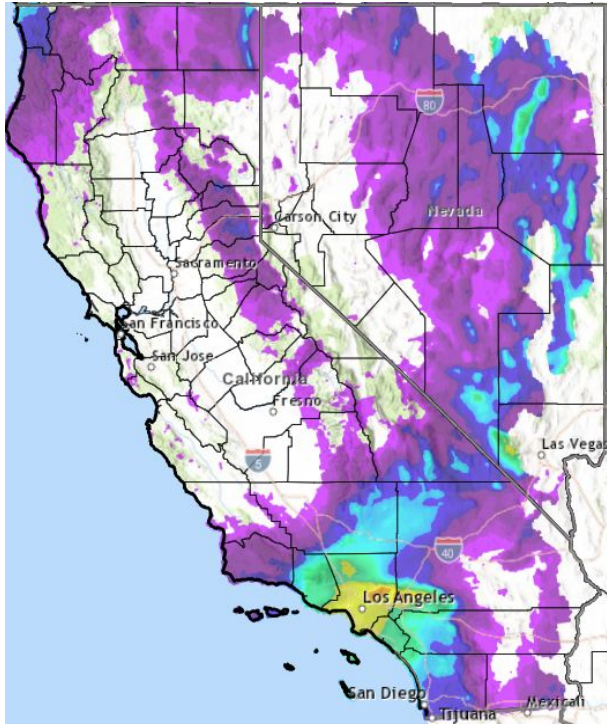 80
Nevada
Carson City
Sacramento
San Francisco
San Jose
California
Fresno
Las Vegas
5
40
Los Angeles
San Diego
Tijuana
Mexicali